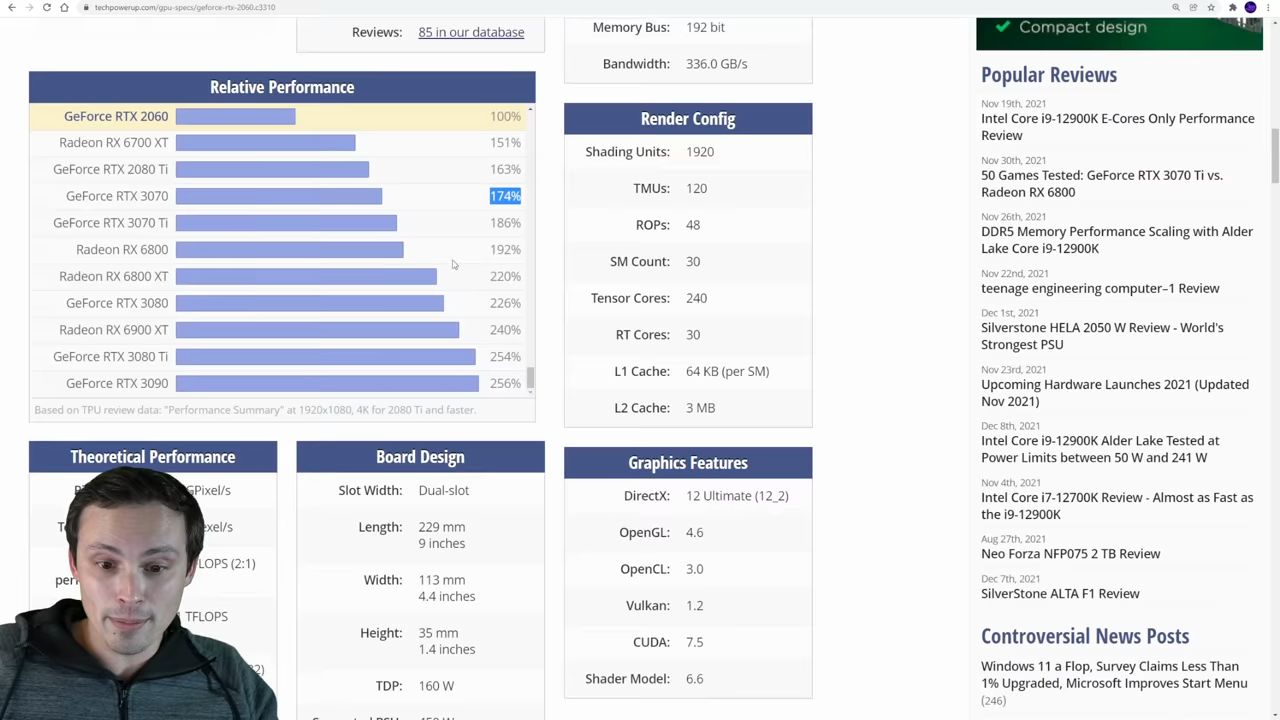 techpowerup.com/gpu-specs/geforce-rtx-2060.c3310
Reviews: 85 in our database
Relative Performance
GeForce RTX 2060 100%
Radeon RX 6700 XT 151%
GeForce RTX 2080 Ti 163%
GeForce RTX 3070 174%
GeForce RTX 3070 Ti 186%
Radeon RX 6800 192%
Radeon RX 6800 XT 220%
GeForce RTX 3080 226%
Radeon RX 6900 XT 240%
GeForce RTX 3080 Ti 254%
GeForce RTX 3090 256%
Based on TPU review data: "Performance Summary" at 1920x1080, 4K for 2080 Ti and faster.
Theoretical Performance
GPixel/s
exel/s
FLOPS (2:1)
TFLOPS
Board Design
Slot Width: Dual-slot
Length: 229 mm
9 inches
Width: 113 mm
4.4 inches
Height: 35 mm
1.4 inches
TDP: 160 W
Memory Bus: 192 bit
Bandwidth: 336.0 GB/s
Render Config
Shading Units: 1920
TMUs: 120
ROPs: 48
SM Count: 30
Tensor Cores: 240
RT Cores: 30
L1 Cache: 64 KB (per SM)
L2 Cache: 3 MB
Graphics Features
DirectX: 12 Ultimate (12_2)
OpenGL: 4.6
OpenCL: 3.0
Vulkan: 1.2
CUDA: 7.5
Shader Model: 6.6
Compact design
Popular Reviews
Nov 19th, 2021
Intel Core i9-12900K E-Cores Only Performance
Review
Nov 30th, 2021
50 Games Tested: GeForce RTX 3070 Ti vs.
Radeon RX 6800
Nov 26th, 2021
DDR5 Memory Performance Scaling with Alder
Lake Core i9-12900K
Nov 22nd, 2021
teenage engineering computer–1 Review
Dec 1st, 2021
Silverstone HELA 2050 W Review - World's
Strongest PSU
Nov 23rd, 2021
Upcoming Hardware Launches 2021 (Updated
Nov 2021)
Dec 8th, 2021
Intel Core i9-12900K Alder Lake Tested at
Power Limits between 50 W and 241 W
Nov 4th, 2021
Intel Core i7-12700K Review - Almost as Fast as
the i9-12900K
Aug 27th, 2021
Neo Forza NFP075 2 TB Review
Dec 7th, 2021
SilverStone ALTA F1 Review
Controversial News Posts
Windows 11 a Flop, Survey Claims Less Than
1% Upgraded, Microsoft Improves Start Menu
(246)